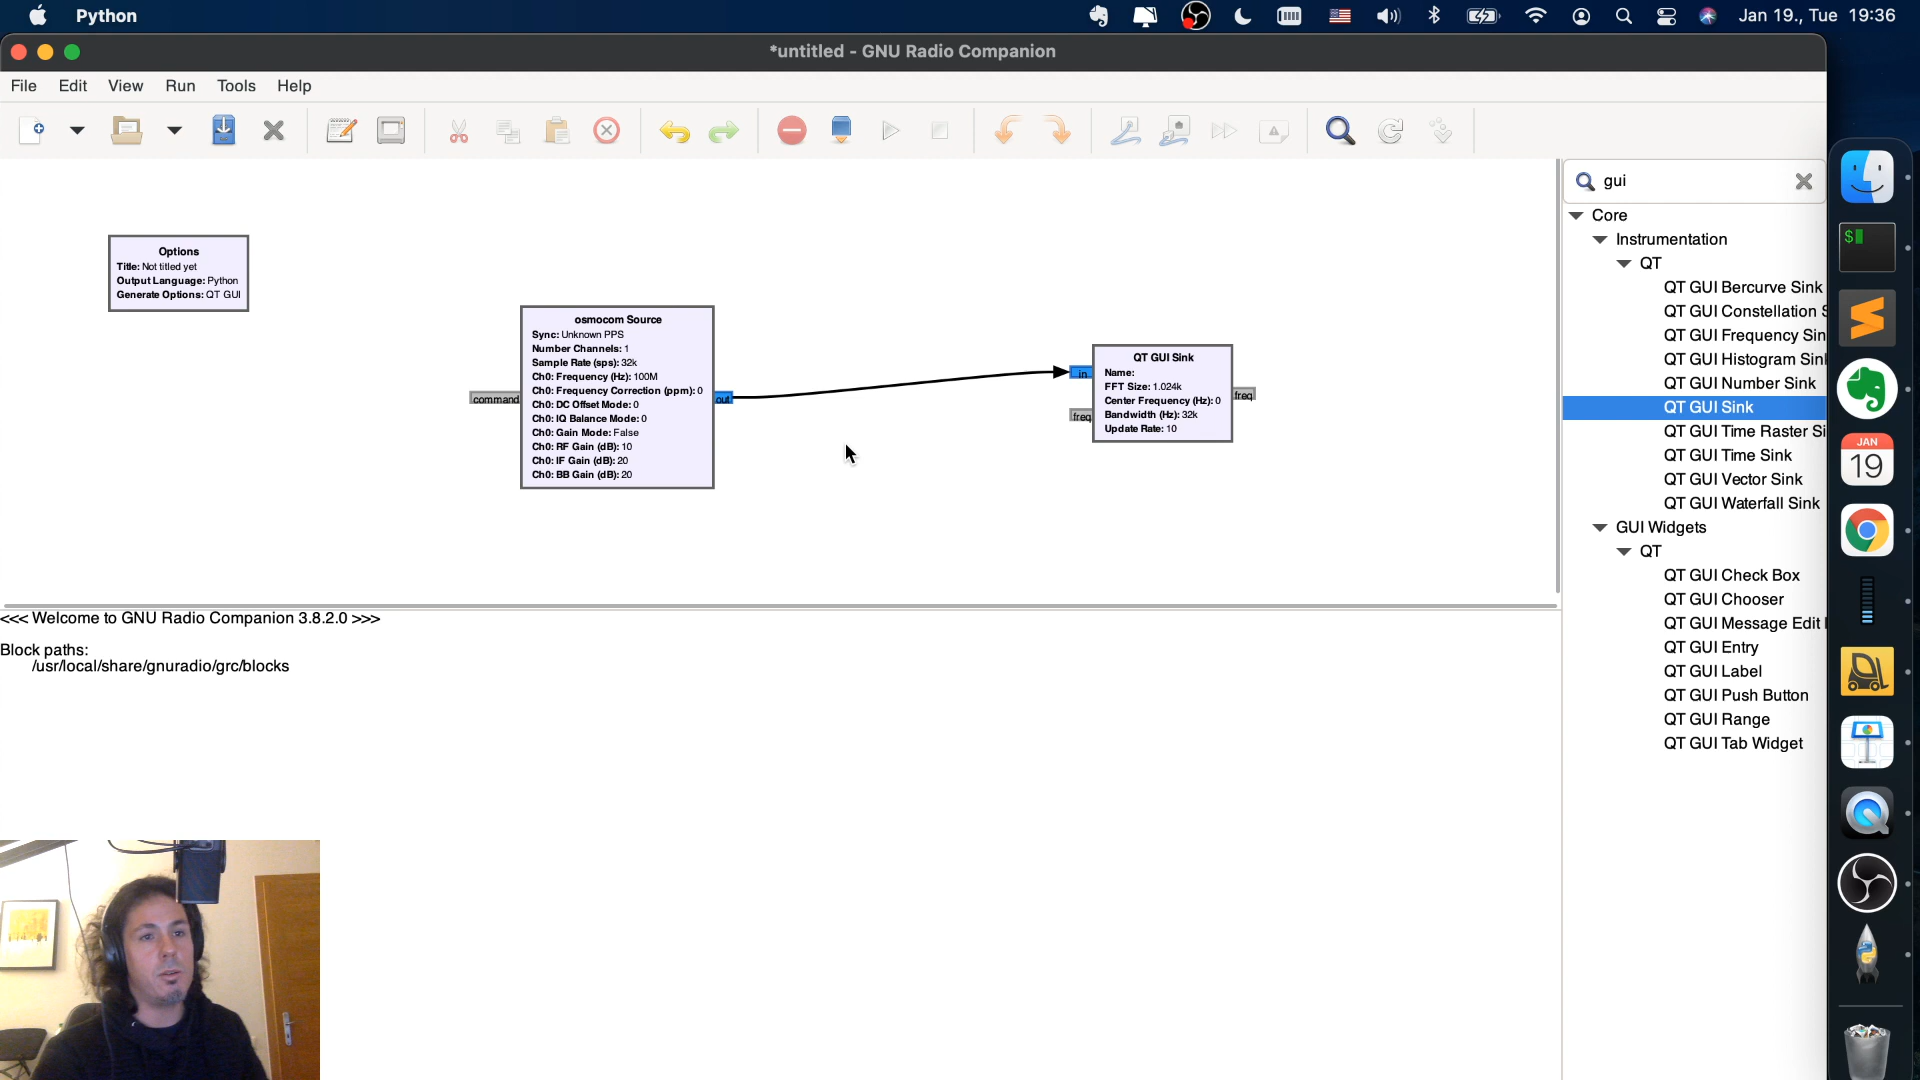 Python
Jan 19., Tue 19:36
*untitled - GNU Radio Companion
File Edit View Run Tools Help
gui
Core
Instrumentation
QT
QT GUI Bercurve Sink
QT GUI Constellation S
QT GUI Frequency Sin
QT GUI Histogram Sink
QT GUI Number Sink
QT GUI Sink
QT GUI Time Raster Si
QT GUI Time Sink
QT GUI Vector Sink
QT GUI Waterfall Sink
GUI Widgets
QT
QT GUI Check Box
QT GUI Chooser
QT GUI Message Edit
QT GUI Entry
QT GUI Label
QT GUI Push Button
QT GUI Range
QT GUI Tab Widget
Options
Title: Not titled yet
Output Language: Python
Generate Options: QT GUI
osmocom Source
Sync: Unknown PPS
Number Channels: 1
Sample Rate (sps): 32k
Ch0: Frequency (Hz): 100M
Ch0: Frequency Correction (ppm): 0
Ch0: DC Offset Mode: 0
Ch0: IQ Balance Mode: 0
Ch0: Gain Mode: False
Ch0: RF Gain (dB): 10
Ch0: IF Gain (dB): 20
Ch0: BB Gain (dB): 20
command
out
QT GUI Sink
Name:
FFT Size: 1.024k
Center Frequency (Hz): 0
Bandwidth (Hz): 32k
Update Rate: 10
in
freq
freq
<<< Welcome to GNU Radio Companion 3.8.2.0 >>>
Block paths:
/usr/local/share/gnuradio/grc/blocks
$
JAN
19